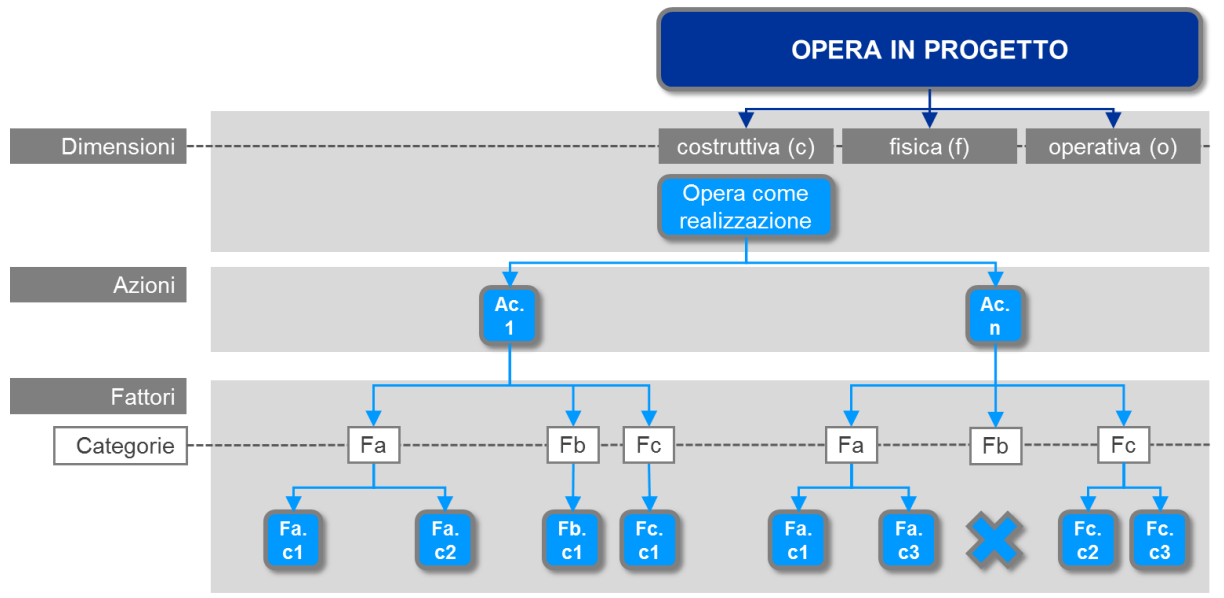 OPERA IN PROGETTO
Dimensioni
costruttiva (c)
fisica (f)
operativa (o)
Opera come
realizzazione
Azioni
Ac.
1
Ac.
n
Fattori
Categorie
Fa
Fb
Fc
Fa
Fb
Fc
Fa.
c1
Fa.
c2
Fb.
c1
Fc.
c1
Fa.
c1
Fa.
c3
Fc.
c2
Fc.
c3